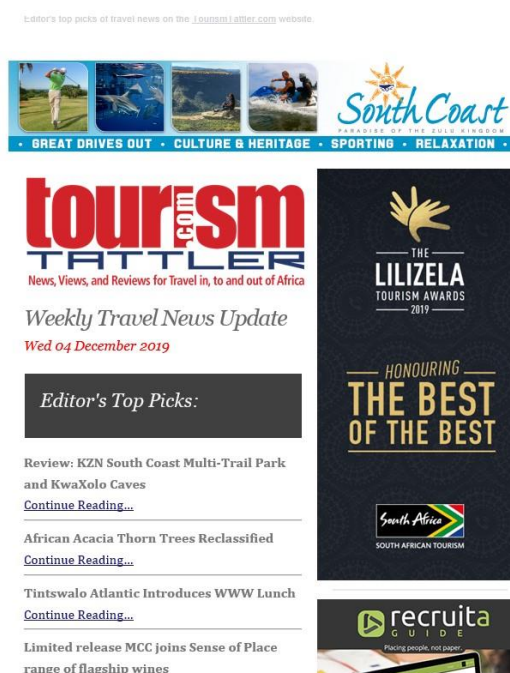 Editor's top picks of travel news on the TourismTattler.com website.
South Coast
PARADISE OF THE ZULU KINGDOM
• GREAT DRIVES OUT • CULTURE & HERITAGE • SPORTING • RELAXATION •
tourism.com
TATTLER
News, Views, and Reviews for Travel in, to and out of Africa
Weekly Travel News Update
Wed 04 December 2019
Editor's Top Picks:
Review: KZN South Coast Multi-Trail Park
and KwaXolo Caves
Continue Reading...
African Acacia Thorn Trees Reclassified
Continue Reading...
Tintswalo Atlantic Introduces WWW Lunch
Continue Reading...
Limited release MCC joins Sense of Place
range of flagship wines
THE
LILIZELA
TOURISM AWARDS
2019
HONOURING
THE BEST
OF THE BEST
South Africa
SOUTH AFRICAN TOURISM
recruita
GUIDE
Placing people, not paper.